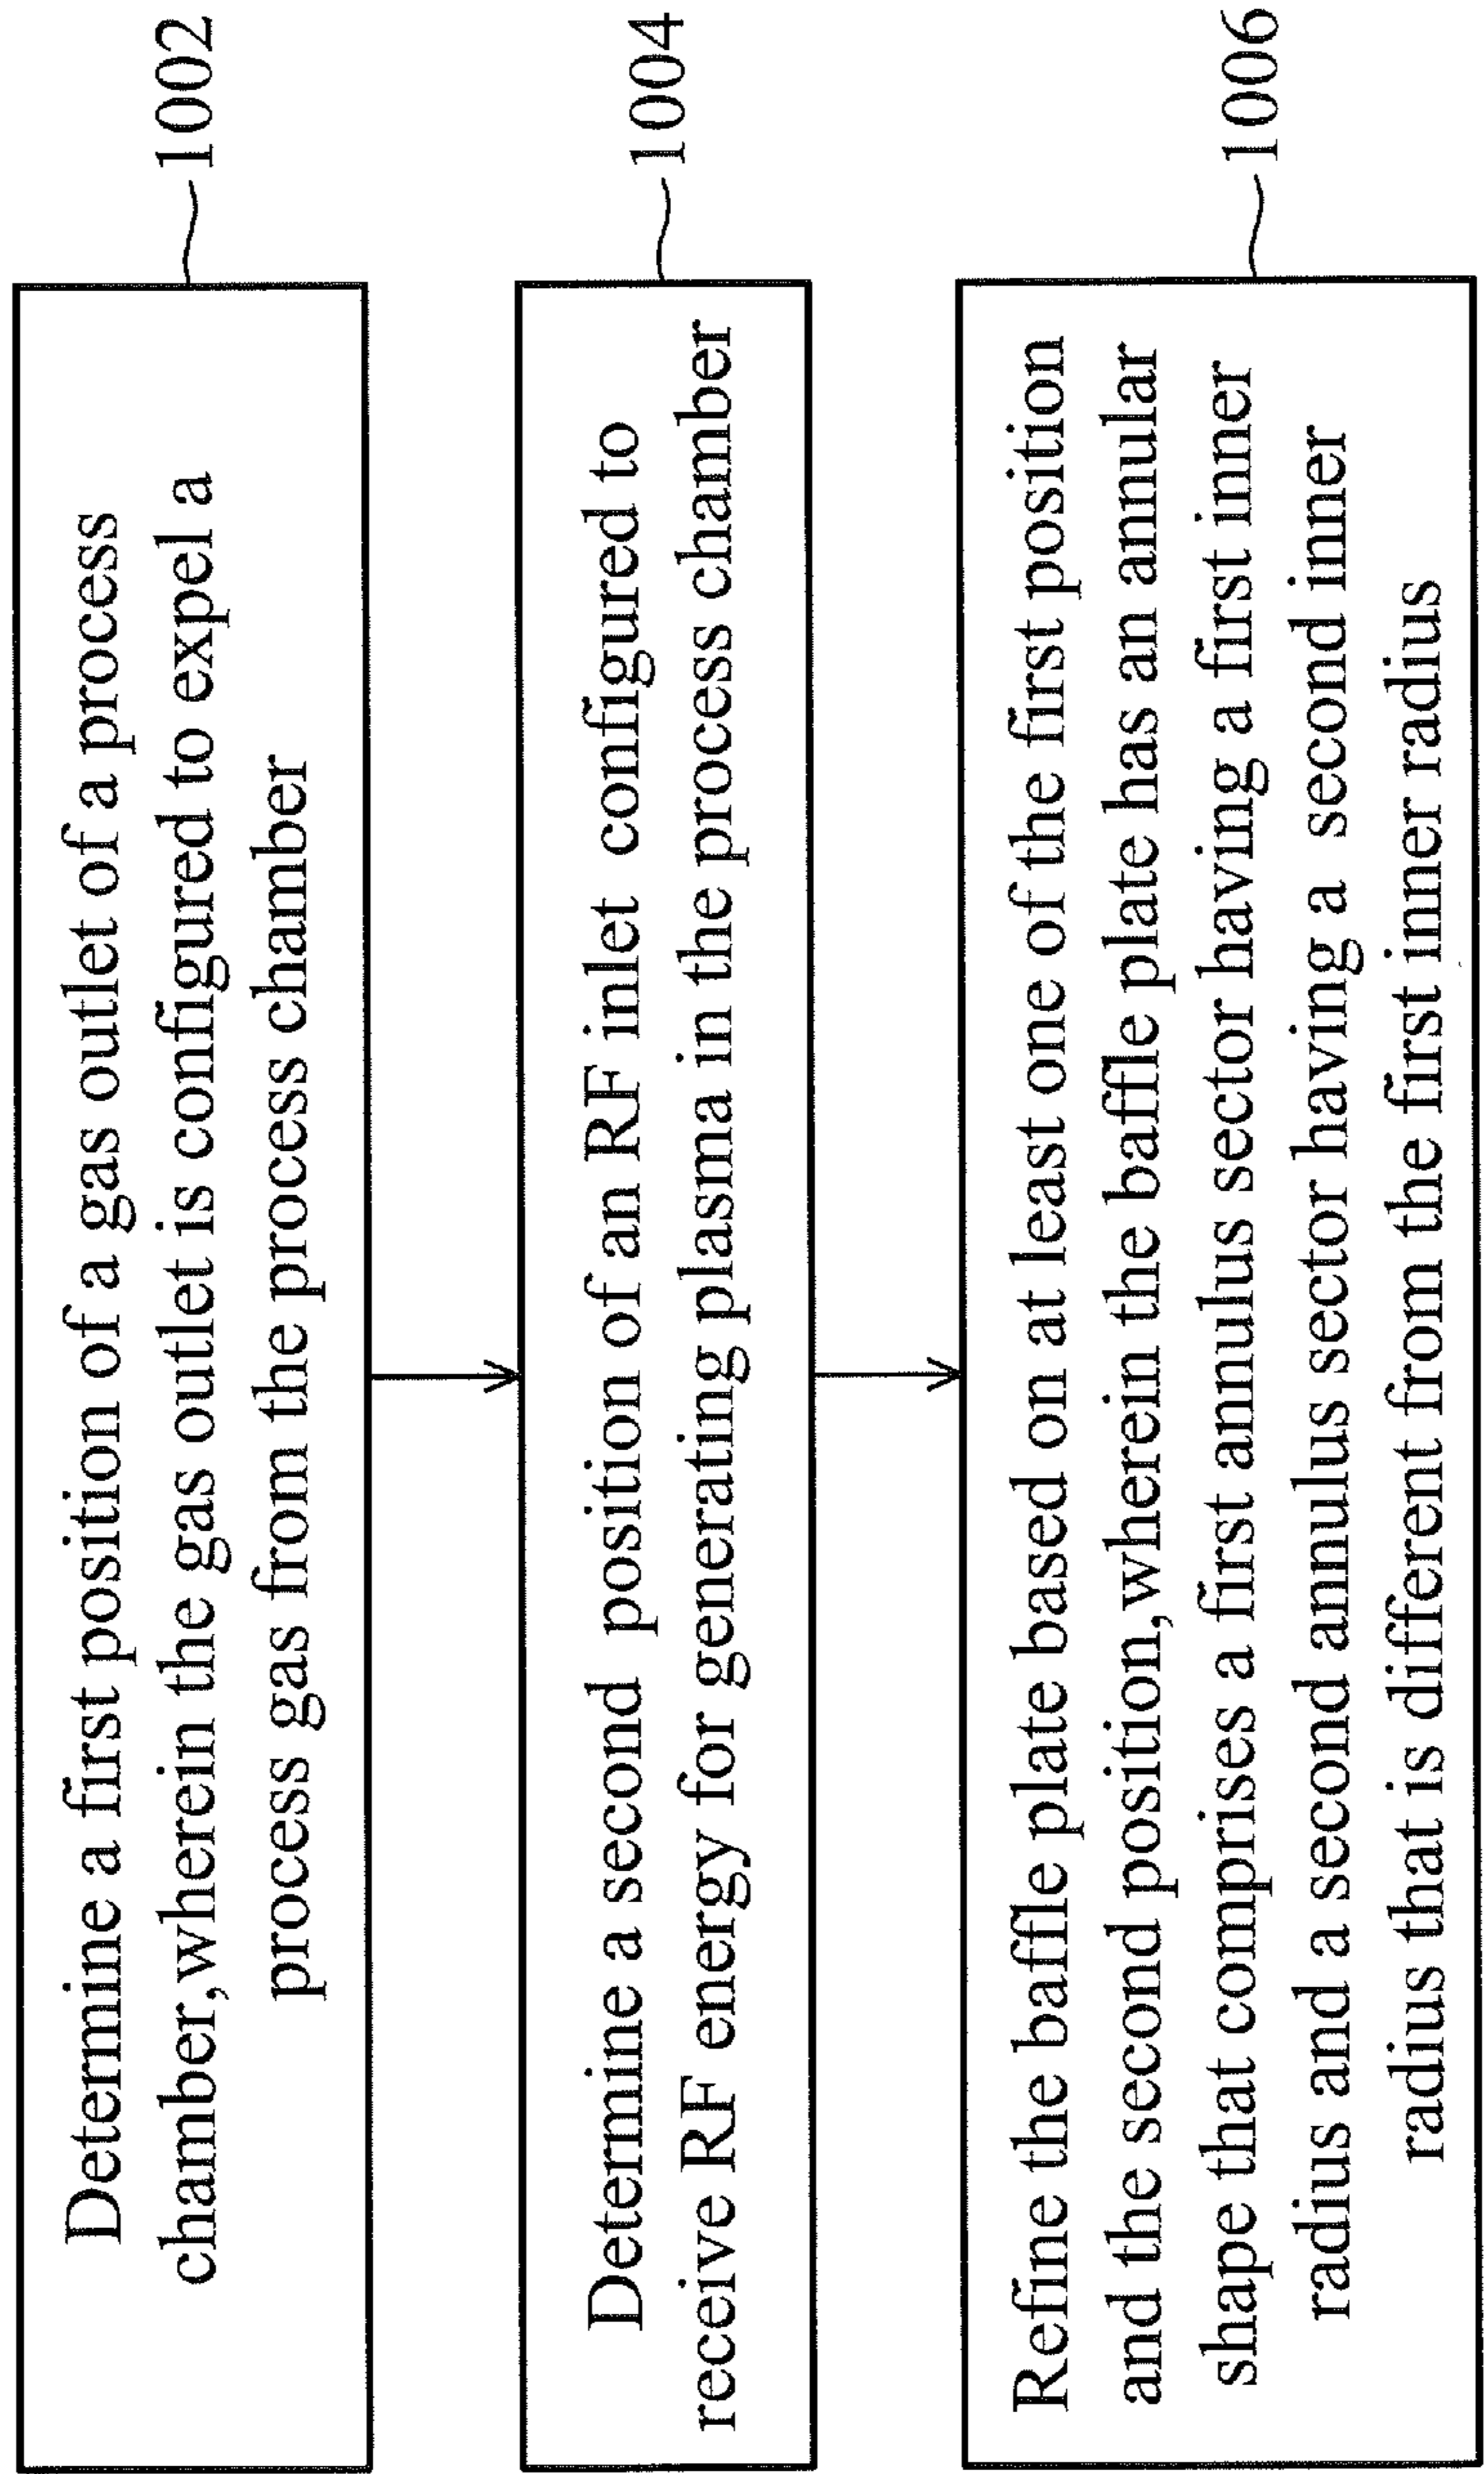 Determine a first position of a gas outlet of a process
chamber,wherein the gas outlet is configured to expel a
process gas from the process chamber
1002
Determine a second position of an RF inlet configured to
receive RF energy for generating plasma in the process chamber
1004
Refine the baffle plate based on at least one of the first position
and the second position,wherein the baffle plate has an annular
shape that comprises a first annulus sector having a first inner
radius and a second annulus sector having a second inner
radius that is different from the first inner radius
1006